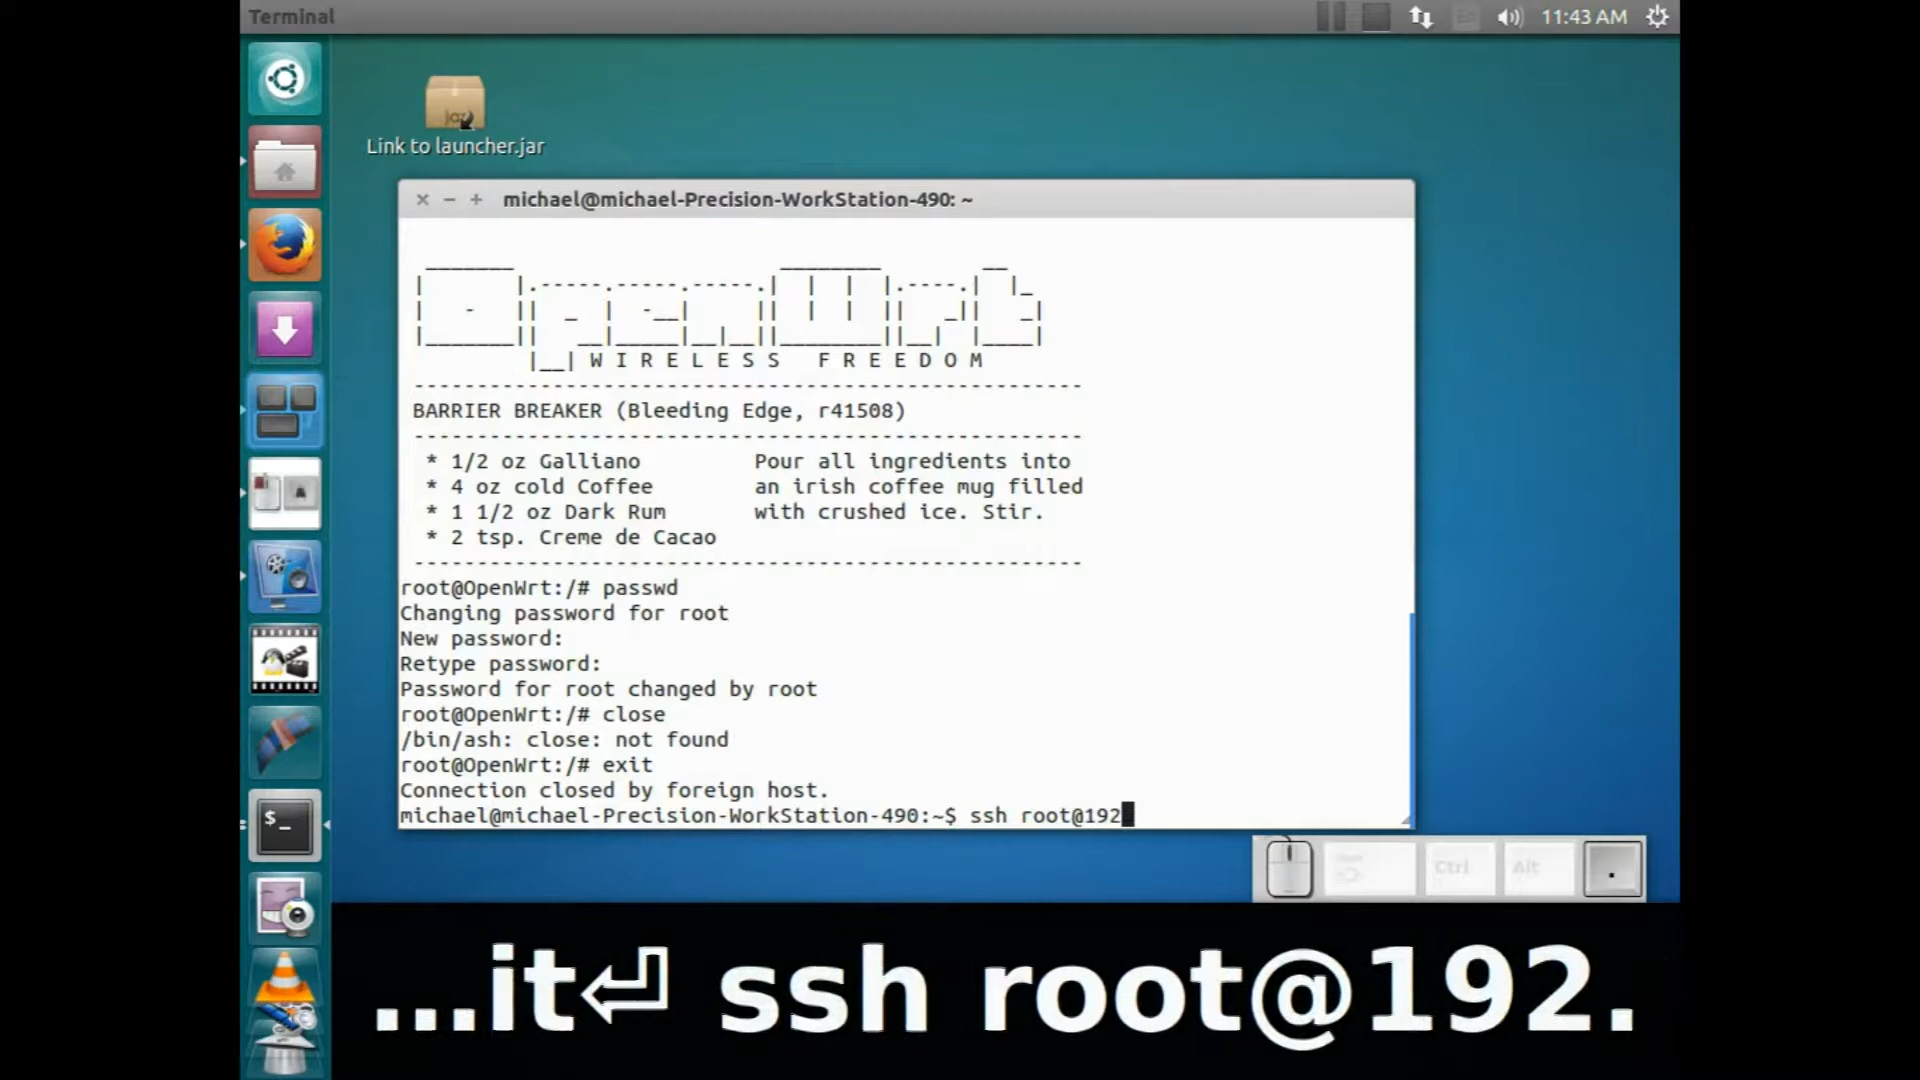 Terminal
11:43 AM
Link to launcher.jar
michael@michael-Precision-WorkStation-490: ~
W I R E L E S S   F R E E D O M
BARRIER BREAKER (Bleeding Edge, r41508)
* 1/2 oz Galliano         Pour all ingredients into
* 4 oz cold Coffee        an irish coffee mug filled
* 1 1/2 oz Dark Rum       with crushed ice. Stir.
* 2 tsp. Creme de Cacao
root@OpenWrt:/# passwd
Changing password for root
New password:
Retype password:
Password for root changed by root
root@OpenWrt:/# close
/bin/ash: close: not found
root@OpenWrt:/# exit
Connection closed by foreign host.
michael@michael-Precision-WorkStation-490:~$ ssh root@192
Ctrl Alt .
...it⏎ ssh root@192.